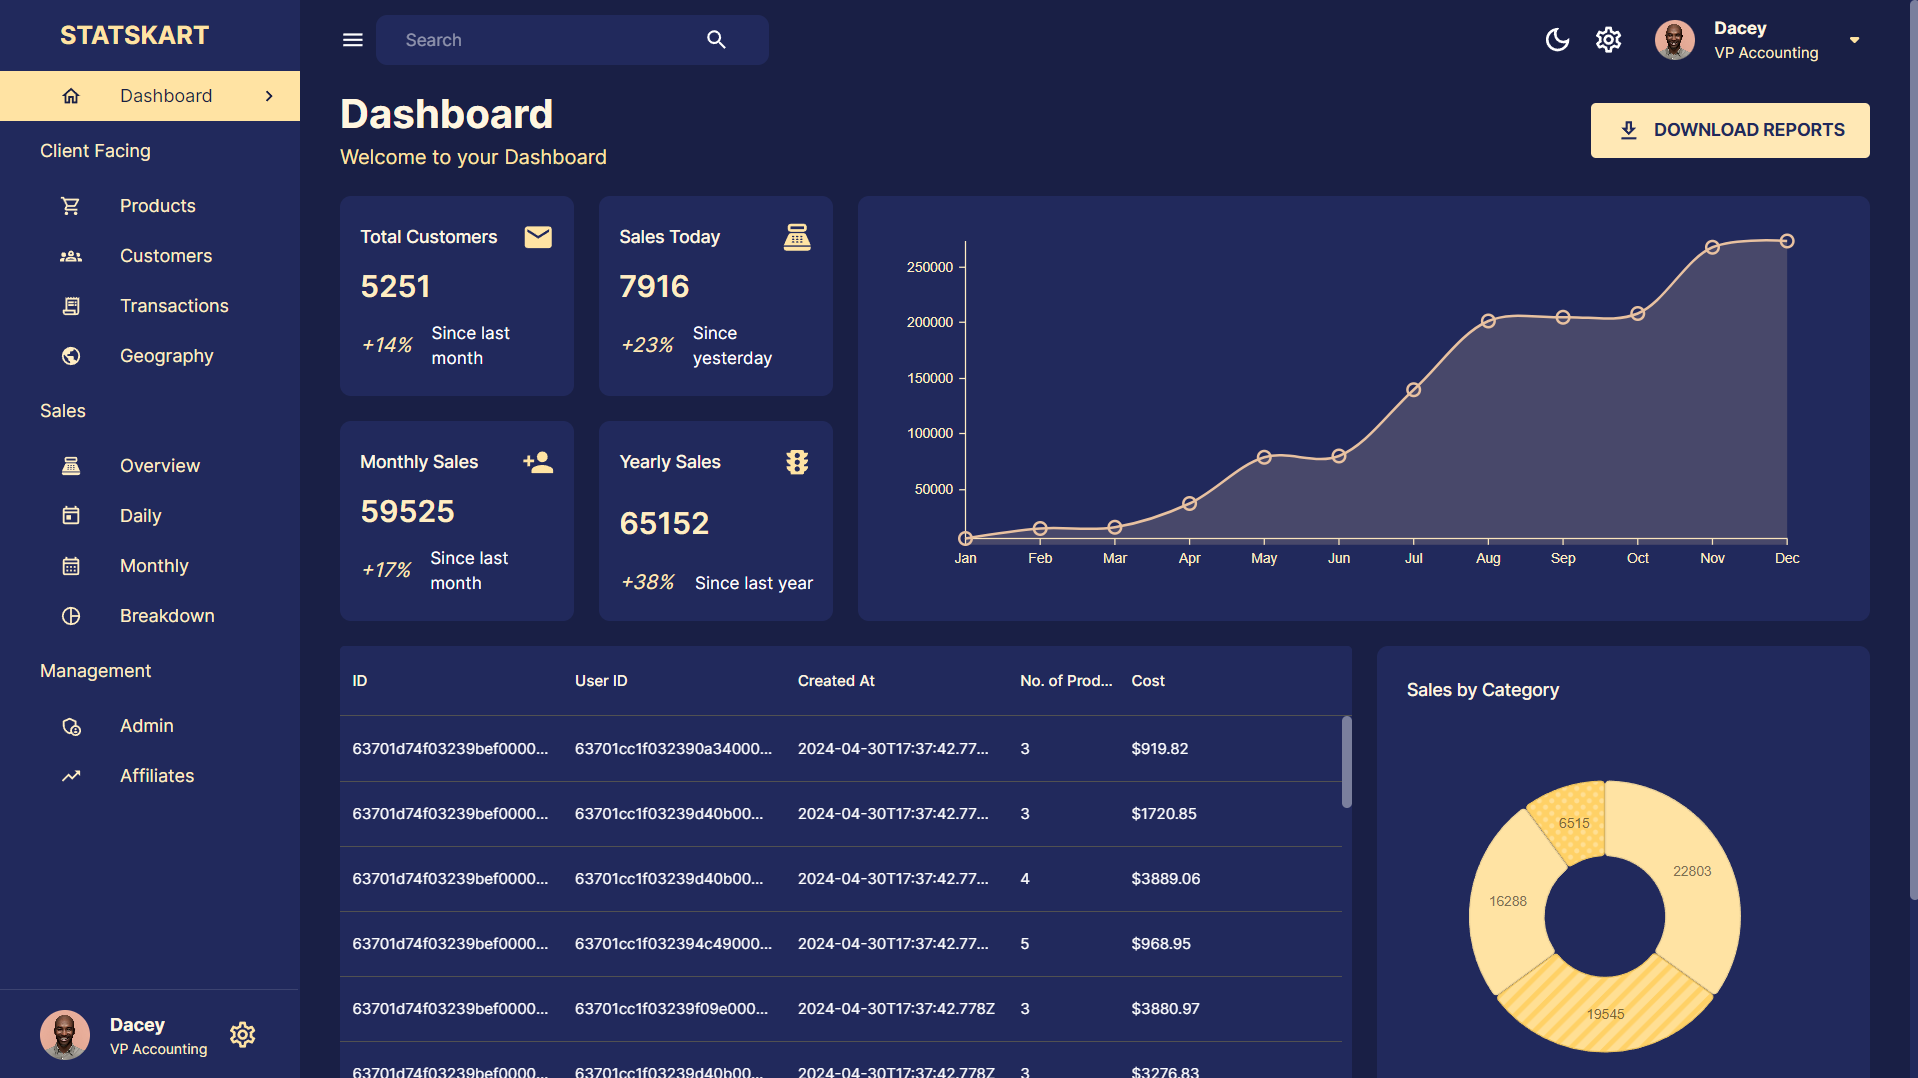 STATSKART
Dashboard
Client Facing
Products
Customers
Transactions
Geography
Sales
Overview
Daily
Monthly
Breakdown
Management
Admin
Affiliates
Dacey
VP Accounting
Search
Dacey
VP Accounting
Dashboard
Welcome to your Dashboard
DOWNLOAD REPORTS
Total Customers
5251
+14% Since last
month
Sales Today
7916
+23% Since
yesterday
Monthly Sales
59525
+17% Since last
month
Yearly Sales
65152
+38% Since last year
250000
200000
150000
100000
50000
Jan Feb Mar Apr May Jun Jul Aug Sep Oct Nov Dec
ID User ID Created At No. of Prod... Cost
63701d74f03239bef0000... 63701cc1f032390a34000... 2024-04-30T17:37:42.77... 3 $919.82
63701d74f03239bef0000... 63701cc1f03239d40b00... 2024-04-30T17:37:42.77... 3 $1720.85
63701d74f03239bef0000... 63701cc1f03239d40b00... 2024-04-30T17:37:42.77... 4 $3889.06
63701d74f03239bef0000... 63701cc1f032394c49000... 2024-04-30T17:37:42.77... 5 $968.95
63701d74f03239bef0000... 63701cc1f03239f09e000... 2024-04-30T17:37:42.778Z 3 $3880.97
63701d74f03239bef0000... 63701cc1f03239d40b00... 2024-04-30T17:37:42.778Z 3 $3276.83
Sales by Category
6515
22803
16288
19545